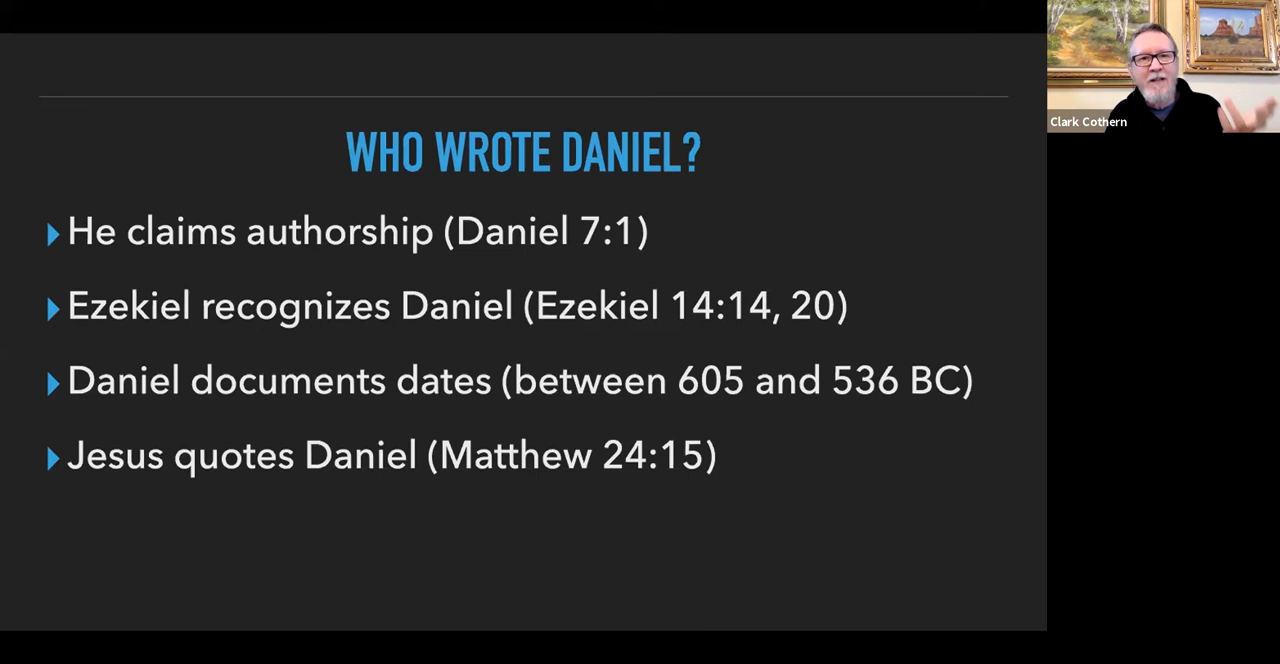 WHO WROTE DANIEL?
He claims authorship (Daniel 7:1)
Ezekiel recognizes Daniel (Ezekiel 14:14, 20)
Daniel documents dates (between 605 and 536 BC)
Jesus quotes Daniel (Matthew 24:15)
Clark Cothern